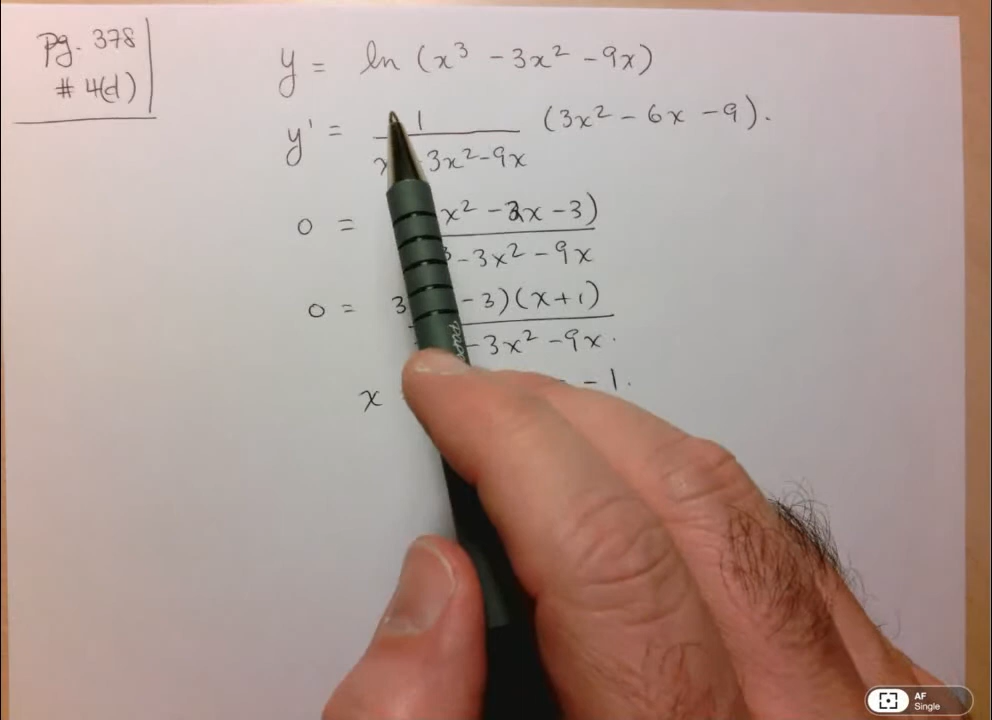 pg. 378
# 4(d)
y = ln (x³ - 3x² - 9x)
y' = 1 (3x² - 6x - 9).
3x² - 9x
0 = x² - 2x - 3)
- 3x² - 9x
0 = 3 - 3)(x + 1)
- 3x² - 9x.
x - 1.
AF
Single